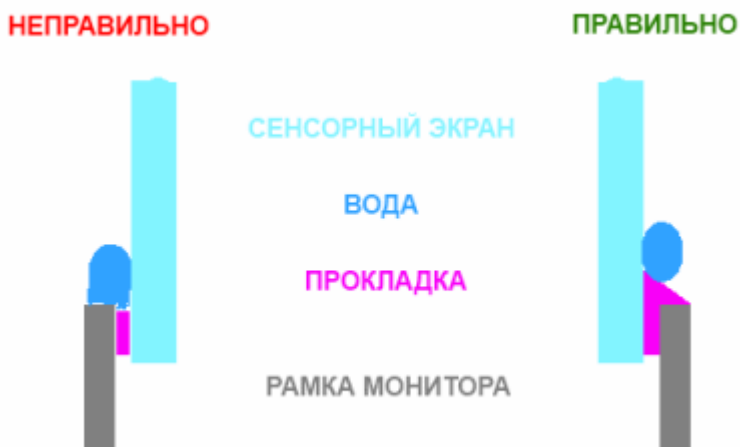 НЕПРАВИЛЬНО
ПРАВИЛЬНО
СЕНСОРНЫЙ ЭКРАН
ВОДА
ПРОКЛАДКА
РАМКА МОНИТОРА